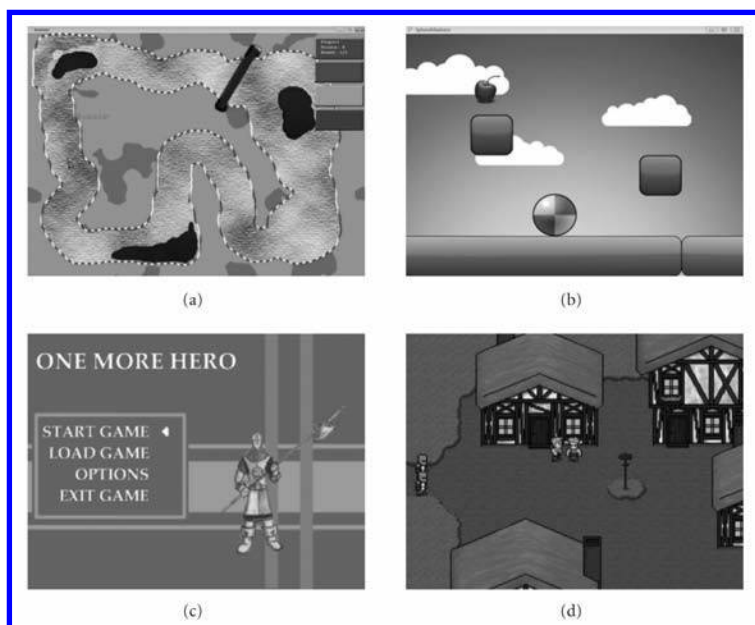 (a)
(b)
ONE MORE HERO
START GAME
LOAD GAME
OPTIONS
EXIT GAME
(c)
(d)